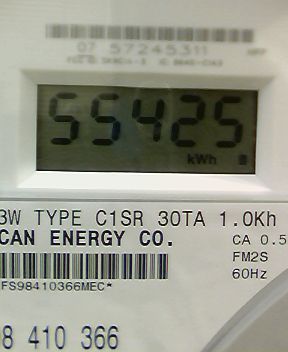 07 57245311
55425
kWh
3W TYPE C1SR 30TA 1.0Kh
CAN ENERGY CO.
CA 0.5
FM2S
60Hz
FS98410366MEC*
98 410 366